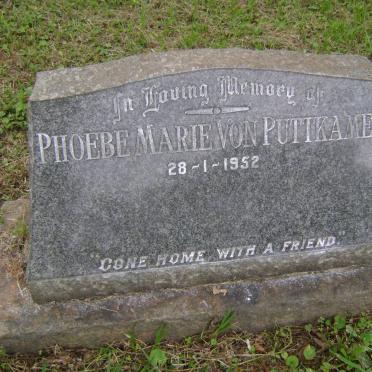 In Loving Memory of
PHOEBE MARIE VON PUTTKAME
28-1-1952
"GONE HOME WITH A FRIEND."